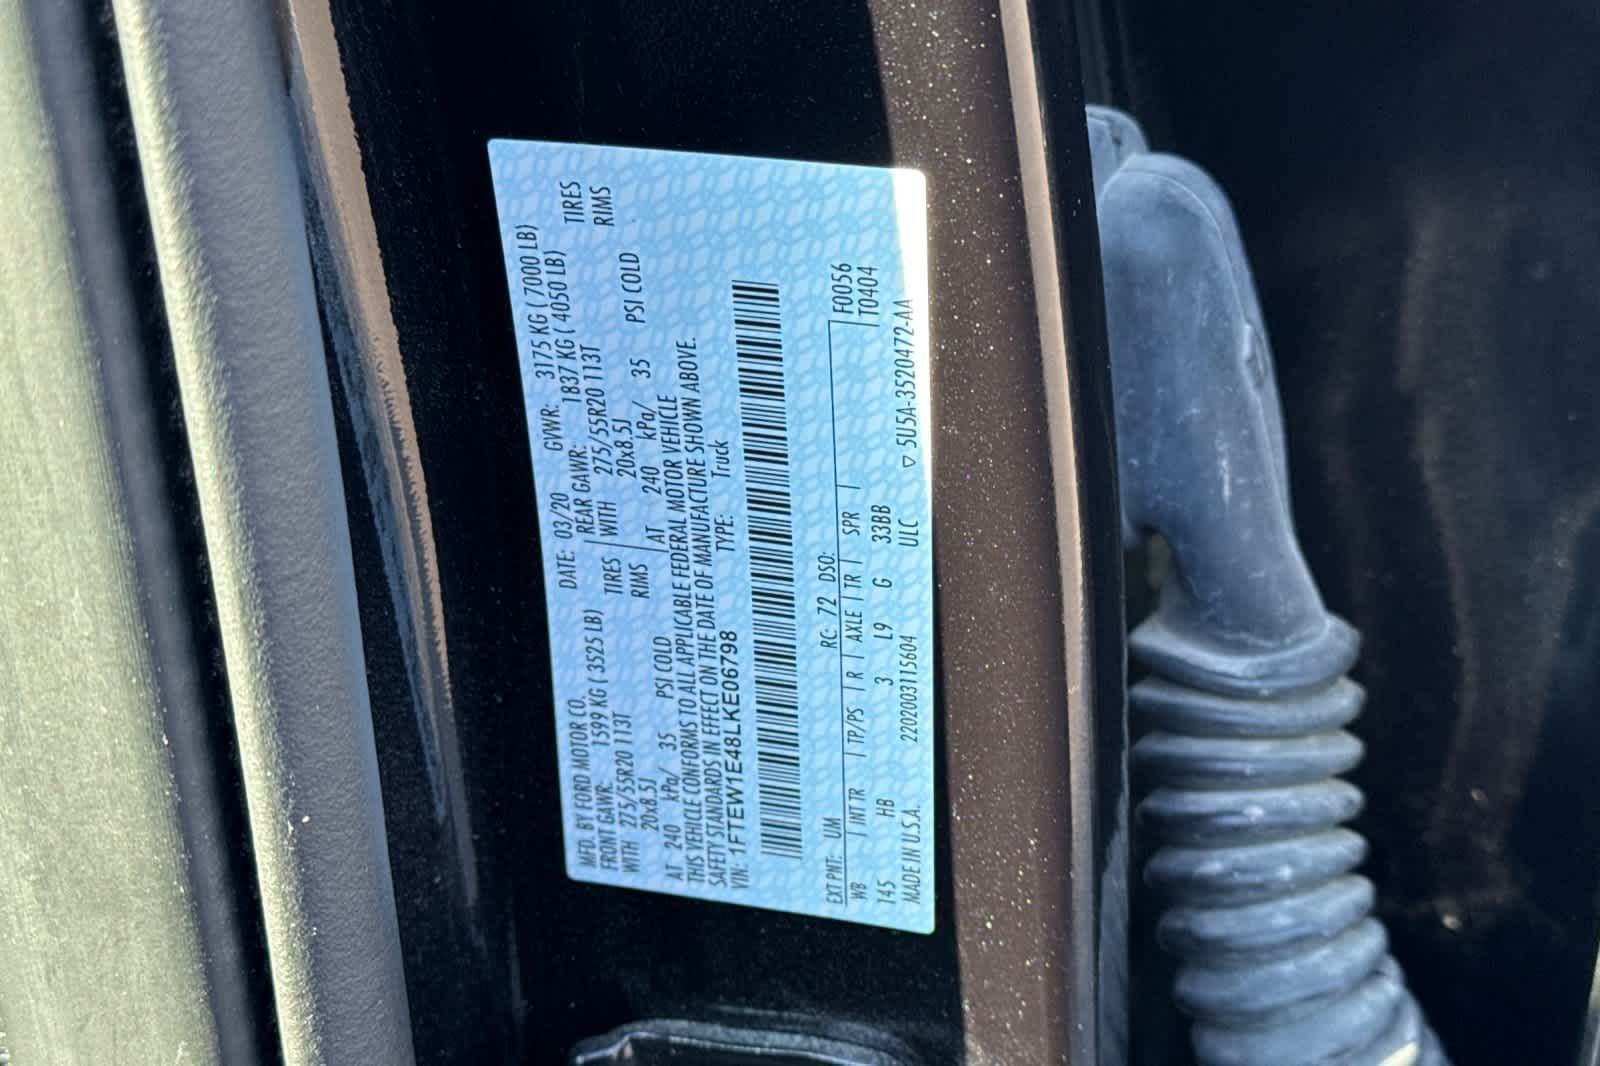 MFD. BY FORD MOTOR CO. DATE: 03/20 GVWR: 3175 KG ( 7000 LB)
FRONT GAWR: 1599 KG ( 3525 LB) REAR GAWR: 1837 KG ( 4050 LB)
WITH 275/55R20 113T TIRES WITH 275/55R20 113T TIRES
20x8.5J RIMS 20x8.5J RIMS
AT 240 kPa/ 35 PSI COLD AT 240 kPa/ 35 PSI COLD
THIS VEHICLE CONFORMS TO ALL APPLICABLE FEDERAL MOTOR VEHICLE
SAFETY STANDARDS IN EFFECT ON THE DATE OF MANUFACTURE SHOWN ABOVE.
VIN: 1FTEW1E48LKE06798 TYPE: Truck
EXT PNT: UM RC: 72 DSO: F0056
WB | INT TR | TP/PS | R | AXLE | TR | SPR | T0404
145 HB 3 L9 G 33BB
MADE IN U.S.A. 2202003115604 ULC ▽ 5U5A-3520472-AA